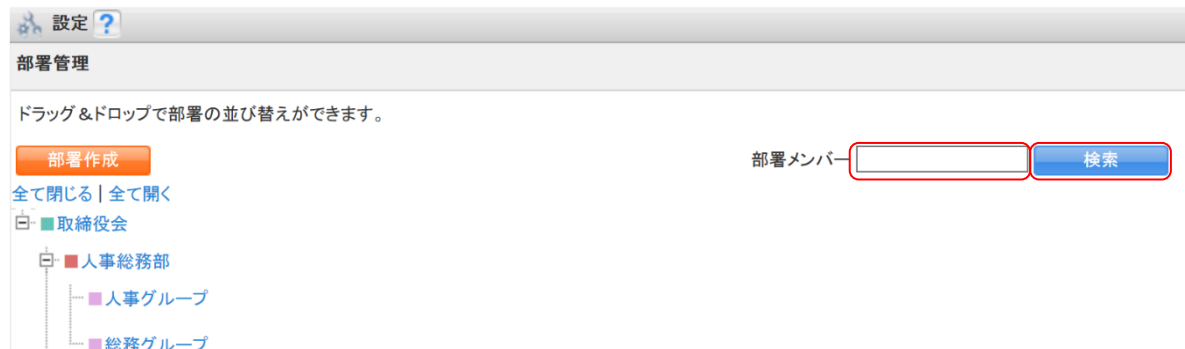 設定 ?
部署管理
ドラッグ&ドロップで部署の並び替えができます。
部署作成 部署メンバー 検索
全て閉じる | 全て開く
取締役会
人事総務部
人事グループ
総務グループ